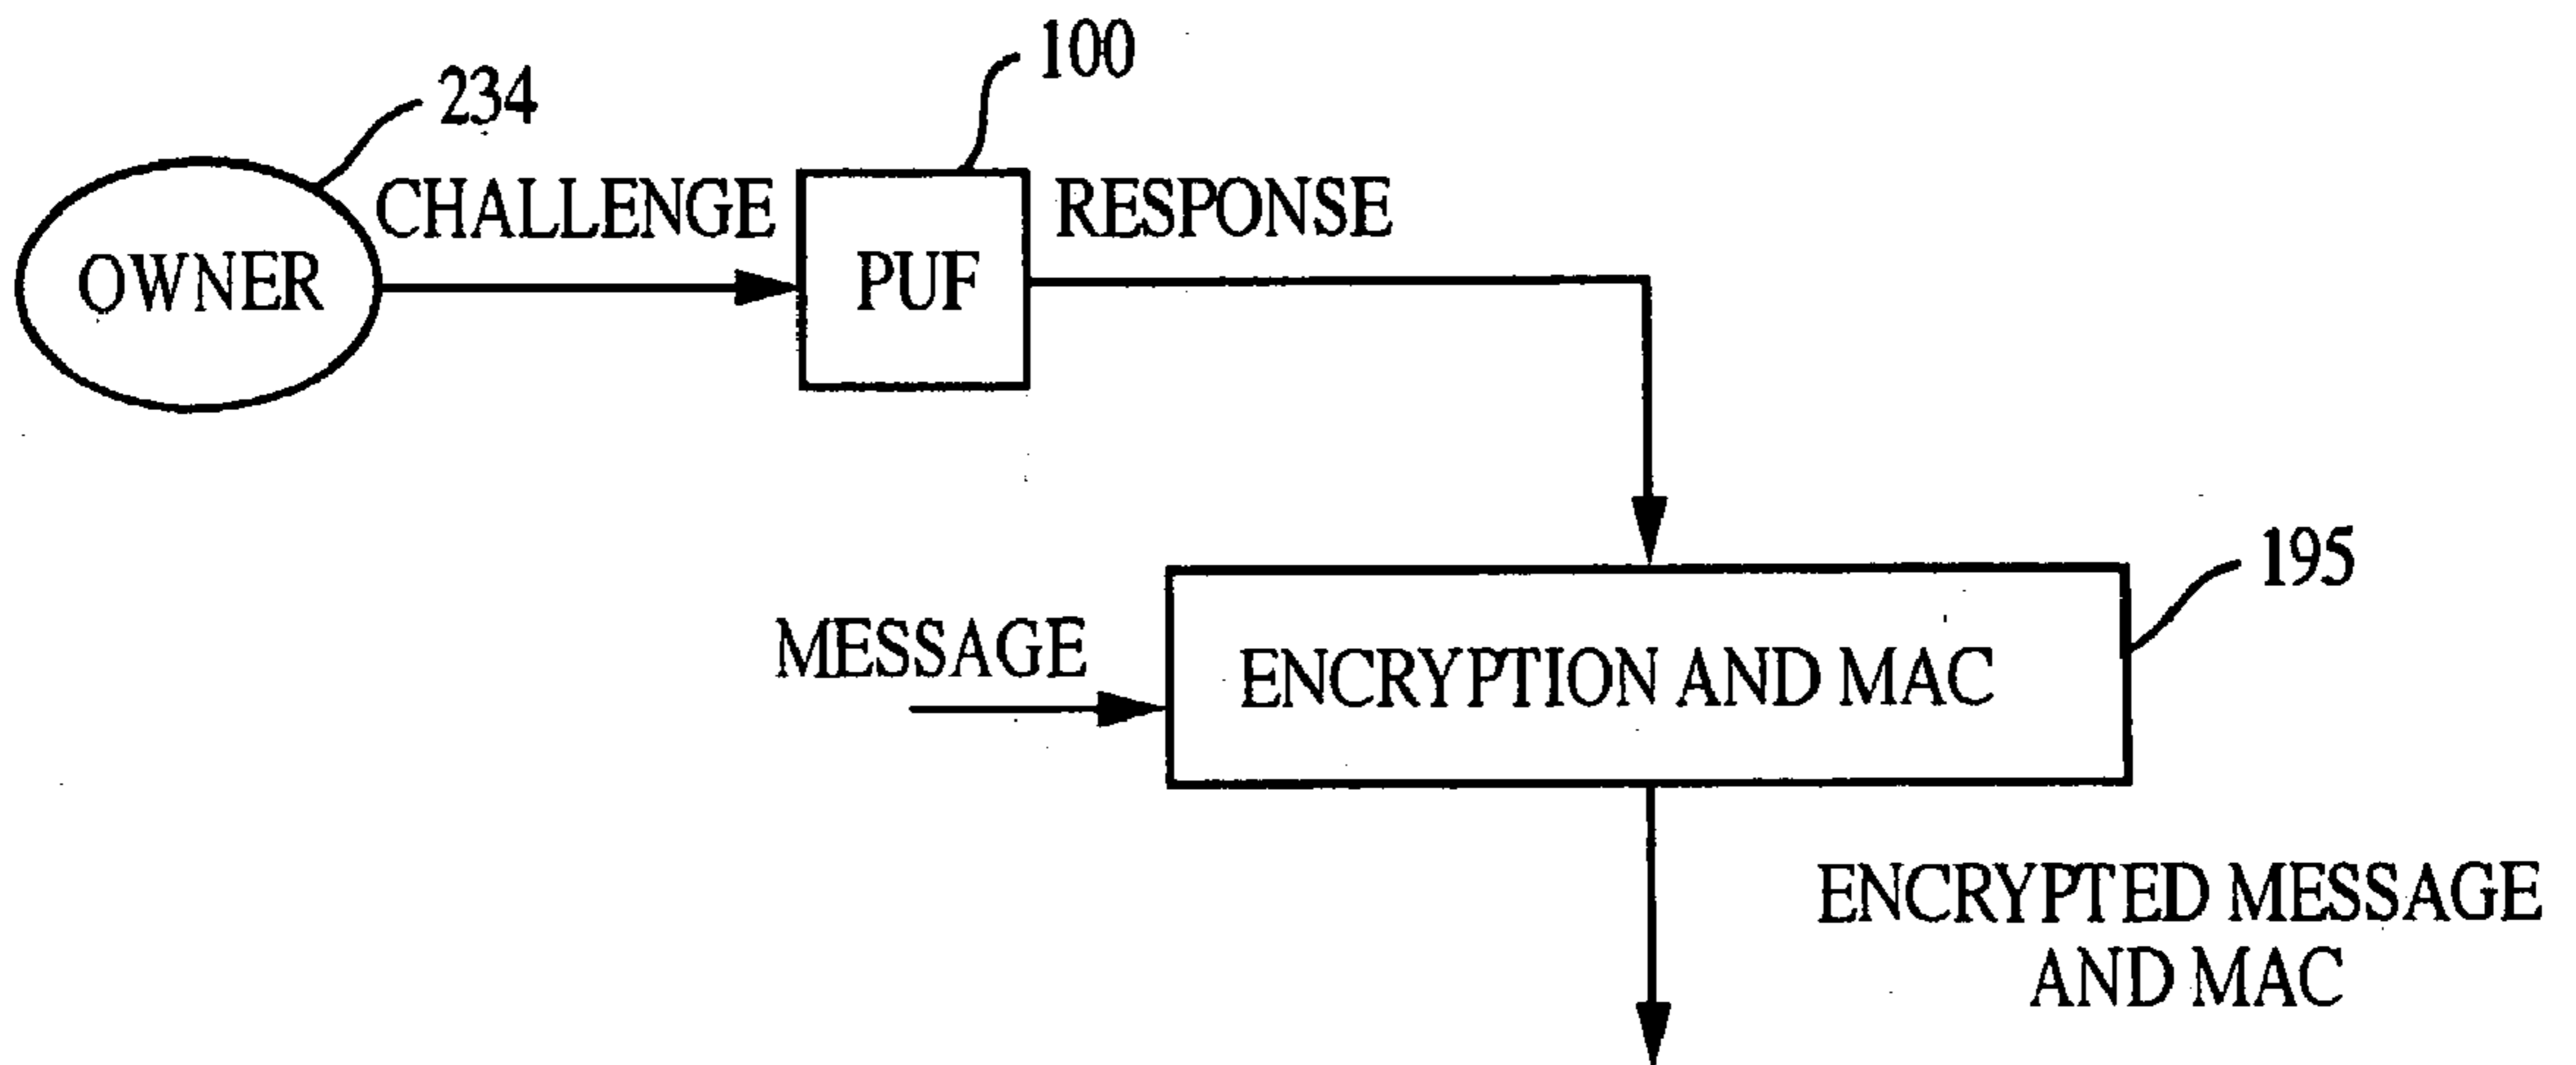 100
234
CHALLENGE
RESPONSE
OWNER
PUF
195
MESSAGE
ENCRYPTION AND MAC
ENCRYPTED MESSAGE
AND MAC